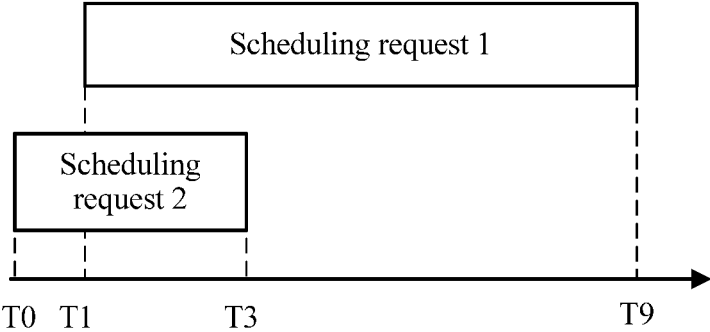 Scheduling request 1
Scheduling
request 2
T0 T1 T3 T9